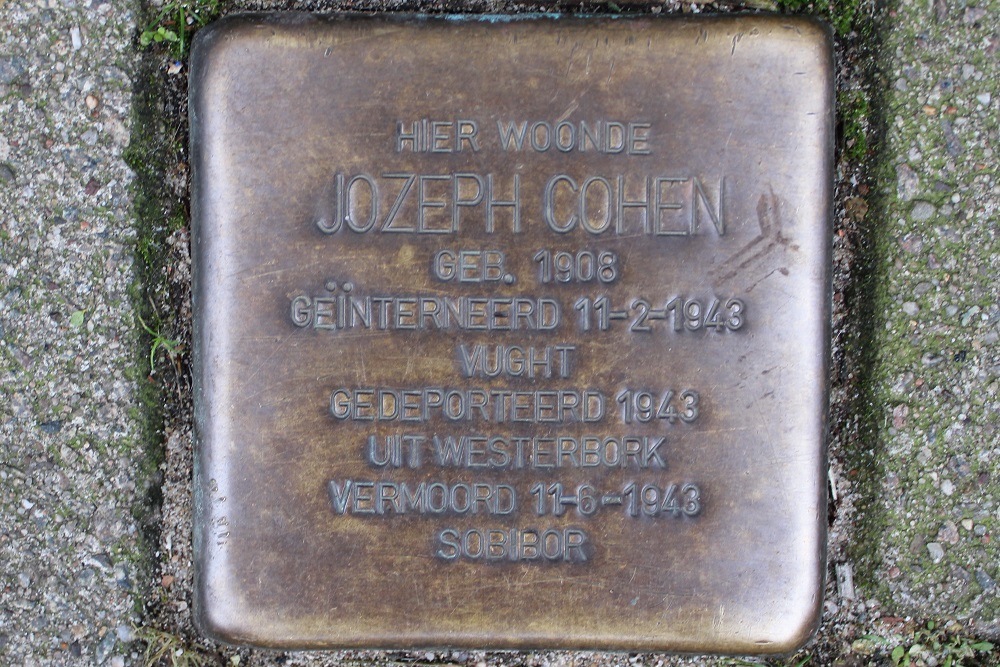 HIER WOONDE
JOZEPH COHEN
GEB. 1908
GEÏNTERNEERD 11-2-1943
VUGHT
GEDEPORTEERD 1943
UIT WESTERBORK
VERMOORD 11-6-1943
SOBIBOR